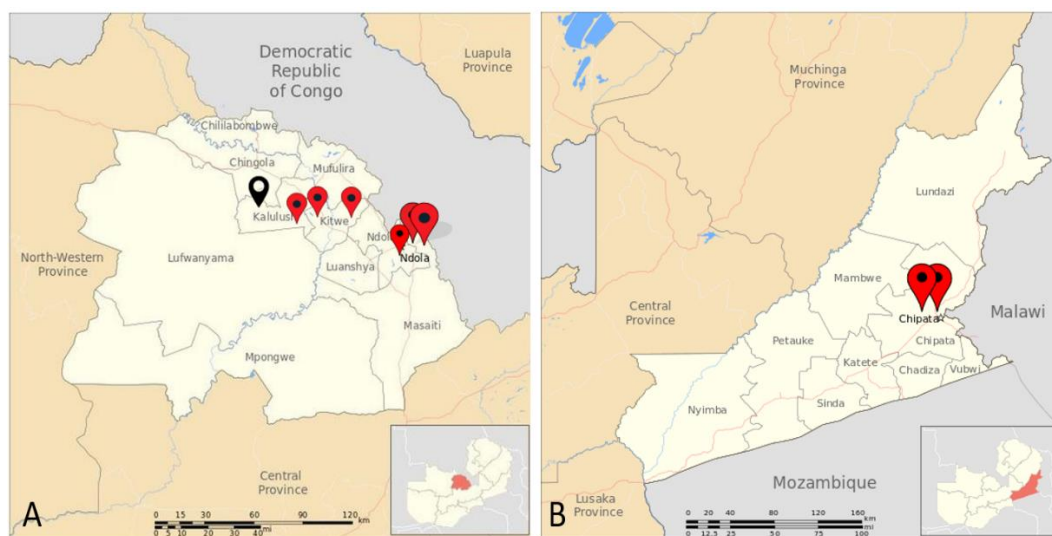 Democratic
Republic
of Congo
Luapula
Province
Chililabombwe
Chingola
Mufulira
Kalulushi
Kitwe
Ndola
Ndola
North-Western
Province
Lufwanyama
Luanshya
Masaiti
Mpongwe
Central
Province
A
0 15 30 60 90 120
km
mi
0 5 10 20 30 40
Muchinga
Province
Lundazi
Mambwe
Central
Province
Malawi
Chipata
Chipata
Petauke
Katete
Chadiza
Vubwi
Sinda
Nyimba
Mozambique
Lusaka
Province
B
0 20 40 80 120 160
km
mi
0 12.5 25 50 75 100